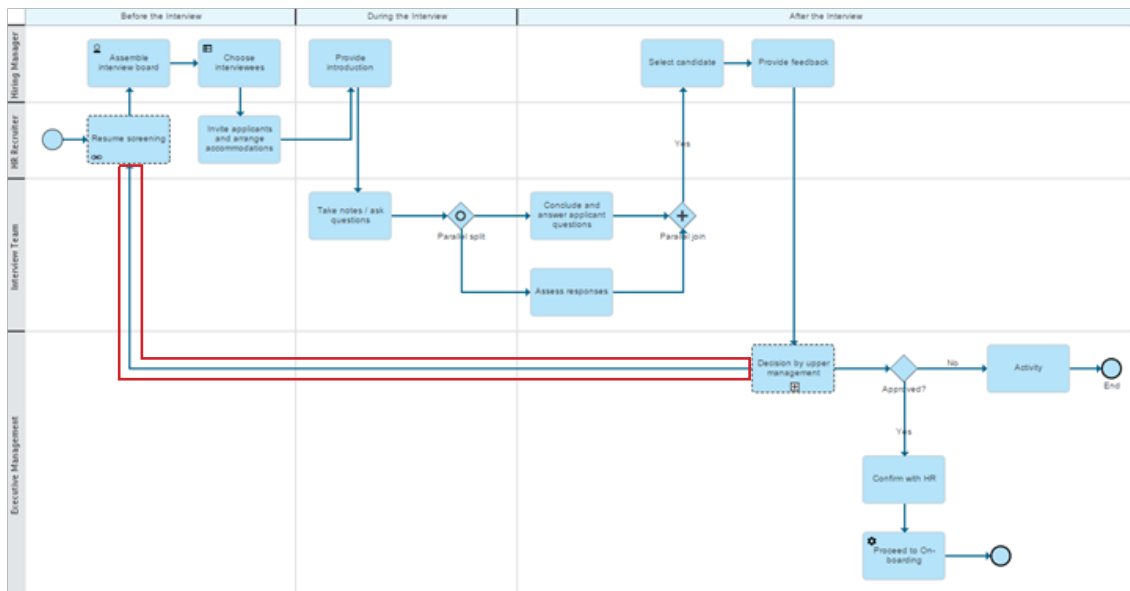 Before the Interview
During the Interview
After the Interview
Hiring Manager
Assemble
interview board
Choose
interviewees
Provide
introduction
Select candidate
Provide feedback
HR Recruiter
Resume screening
Invite applicants
and arrange
accommodations
Yes
Interview Team
Take notes / ask
questions
Parallel split
Conclude and
answer applicant
questions
Parallel join
Assess responses
Executive Management
Decision by upper
management
Approved?
No
Activity
End
Yes
Confirm with HR
Proceed to On-
boarding